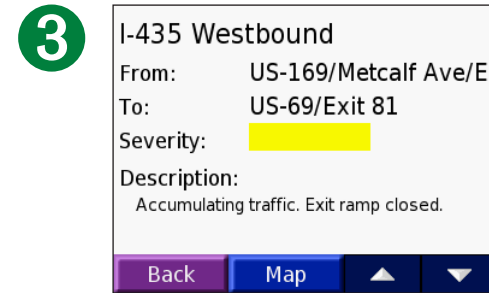 3
I-435 Westbound
From: US-169/Metcalf Ave/E
To: US-69/Exit 81
Severity:
Description:
Accumulating traffic. Exit ramp closed.
Back Map